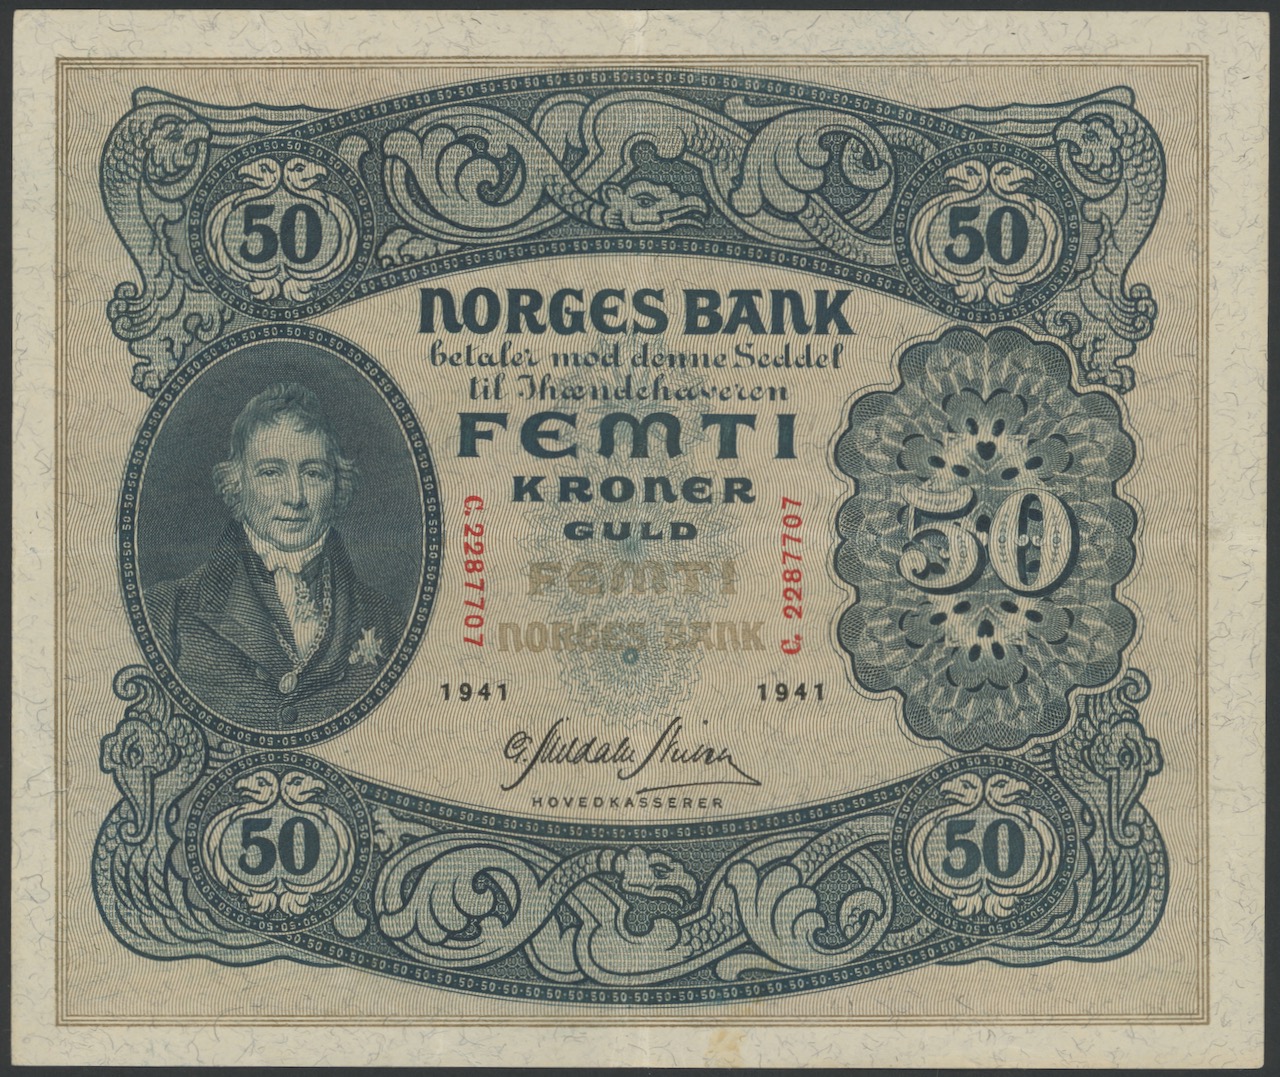 50
50
NORGES BANK
betaler mod denne Seddel
til Ihændehaveren
FEMTI
KRONER
GULD
50
FEMTI
NORGES BANK
C. 2287707
C. 2287707
1941
1941
HOVEDKASSERER
50
50